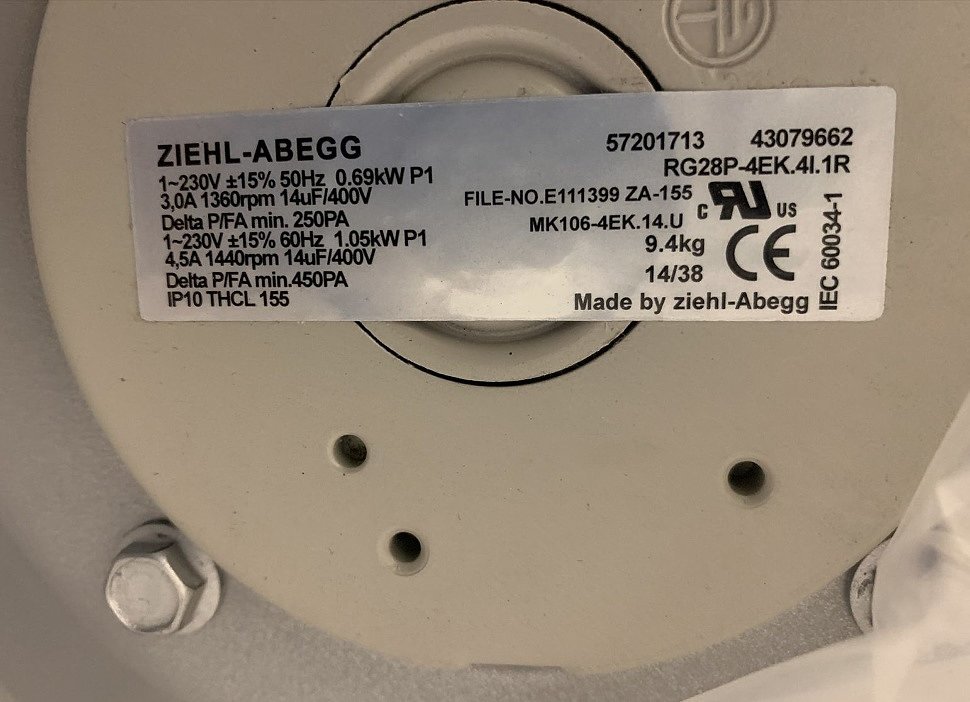 ZIEHL-ABEGG
1~230V ±15% 50Hz 0.69kW P1
3,0A 1360rpm 14uF/400V
Delta P/FA min. 250PA
1~230V ±15% 60Hz 1.05kW P1
4,5A 1440rpm 14uF/400V
Delta P/FA min.450PA
IP10 THCL 155
57201713 43079662
RG28P-4EK.4I.1R
FILE-NO.E111399 ZA-155
MK106-4EK.14.U
9.4kg
14/38
Made by ziehl-Abegg
C RU US
CE
IEC 60034-1